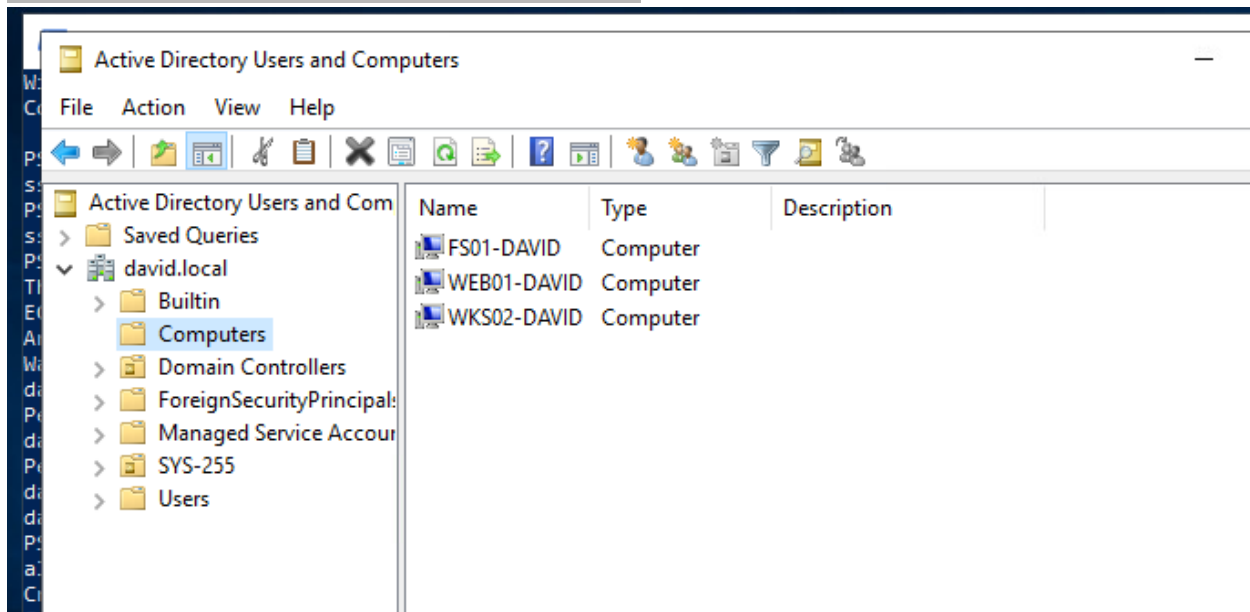 Active Directory Users and Computers
File Action View Help
Active Directory Users and Com
Saved Queries
david.local
Builtin
Computers
Domain Controllers
ForeignSecurityPrincipals
Managed Service Accour
SYS-255
Users
Name Type Description
FS01-DAVID Computer
WEB01-DAVID Computer
WKS02-DAVID Computer